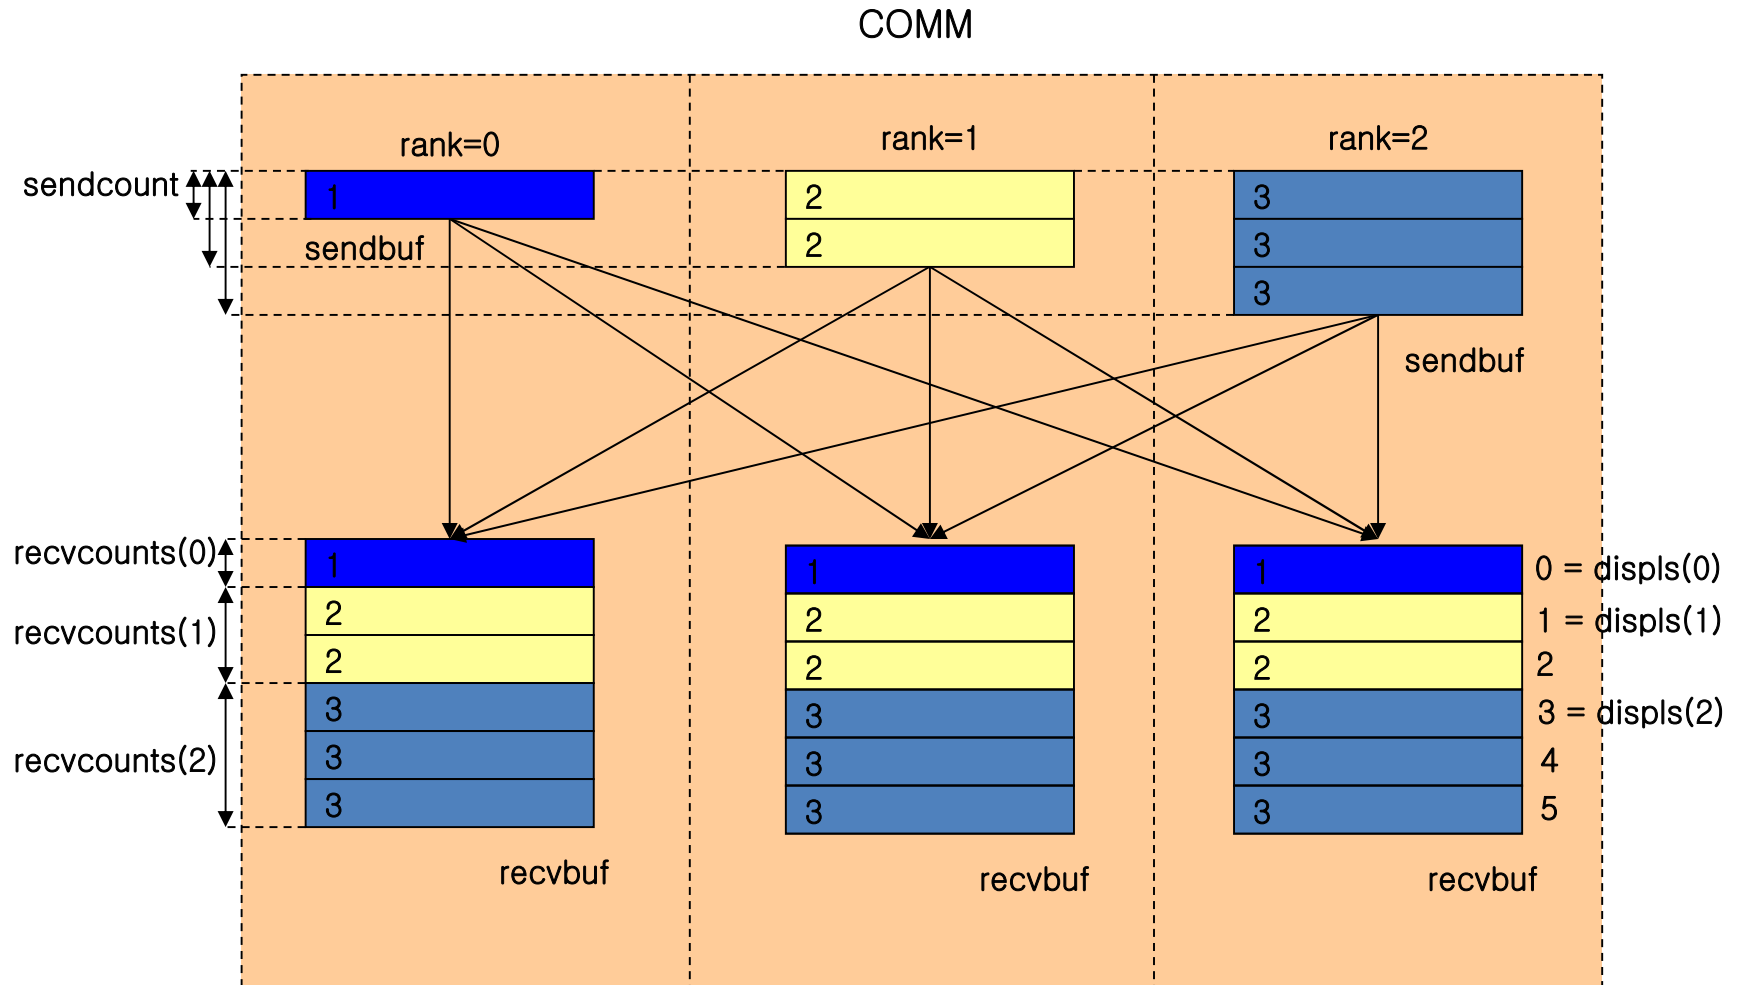 COMM
rank=0
rank=1
rank=2
sendcount
1
2
3
sendbuf
2
3
3
sendbuf
recvcounts(0)
1
1
1
0 = displs(0)
recvcounts(1)
2
2
2
1 = displs(1)
2
2
2
2
3
3
3
3 = displs(2)
recvcounts(2)
3
3
3
4
3
3
3
5
recvbuf
recvbuf
recvbuf